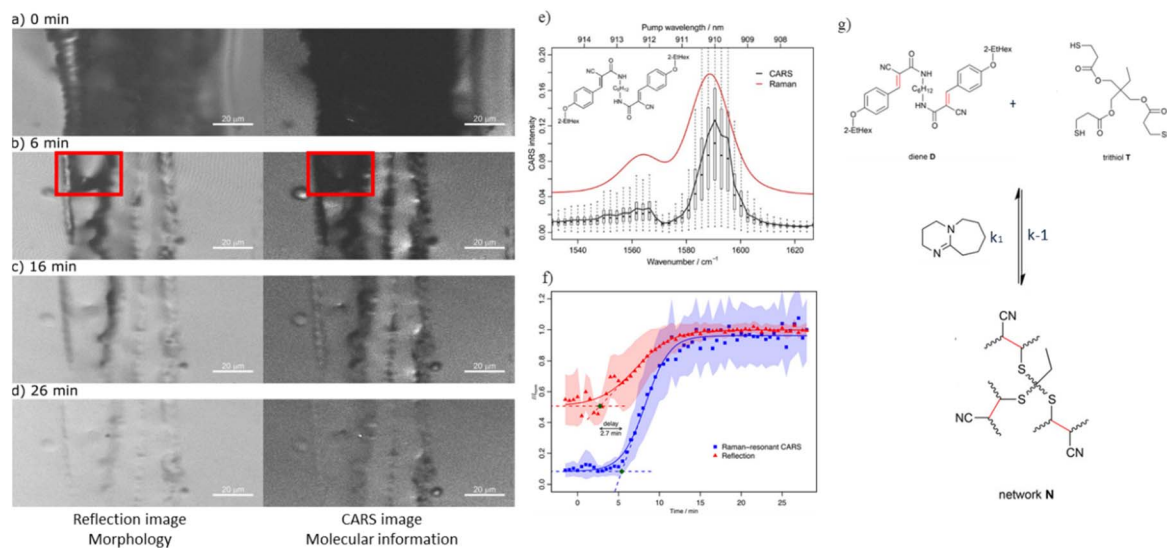 a) 0 min
20 μm
20 μm
b) 6 min
20 μm
20 μm
c) 16 min
20 μm
20 μm
d) 26 min
20 μm
20 μm
Reflection image
Morphology
CARS image
Molecular information
e)
Pump wavelength / nm
914 913 912 911 910 909 908
CARS intensity
0.00 0.04 0.08 0.12 0.16 0.20
2-EtHex
O
CN
O
NH
C6H12
HN
O
CN
O
2-EtHex
CARS
Raman
1540 1560 1580 1600 1620
Wavenumber / cm⁻¹
f)
0.0 0.2 0.4 0.6 0.8 1.0 1.2
delay
2.7 min
Raman-resonant CARS
Reflection
0 5 10 15 20 25
Time / min
g)
2-EtHex
O
NC
O
NH
C6H12
HN
O
CN
O
2-EtHex
diene D
+
HS
O
O
O
O
O
O
SH
S
trithiol T
N
N
k1
k-1
CN
S
S
S
NC
CN
network N